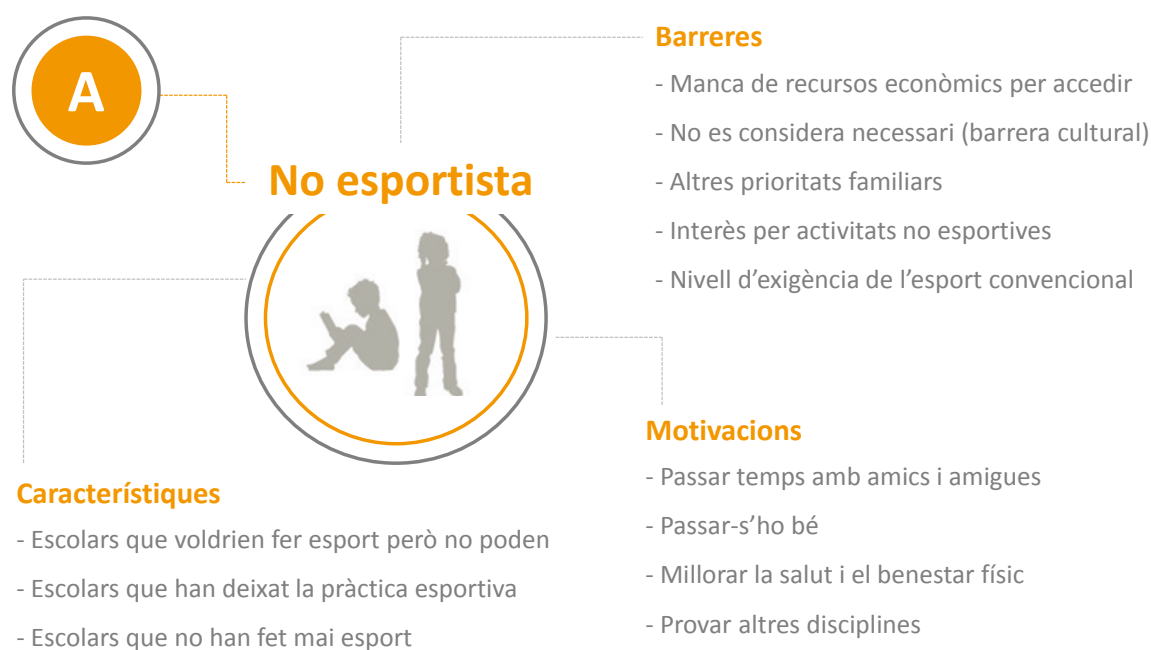 A
No esportista
Barreres
- Manca de recursos econòmics per accedir
- No es considera necessari (barrera cultural)
- Altres prioritats familiars
- Interès per activitats no esportives
- Nivell d’exigència de l’esport convencional
Motivacions
- Passar temps amb amics i amigues
- Passar-s’ho bé
- Millorar la salut i el benestar físic
- Provar altres disciplines
Característiques
- Escolars que voldrien fer esport però no poden
- Escolars que han deixat la pràctica esportiva
- Escolars que no han fet mai esport